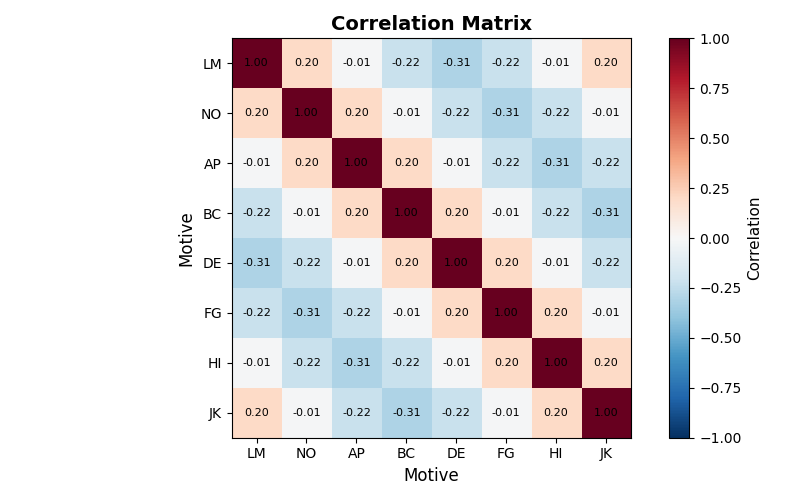 Correlation Matrix
LM 1.00 0.20 -0.01 -0.22 -0.31 -0.22 -0.01 0.20
NO 0.20 1.00 0.20 -0.01 -0.22 -0.31 -0.22 -0.01
AP -0.01 0.20 1.00 0.20 -0.01 -0.22 -0.31 -0.22
BC -0.22 -0.01 0.20 1.00 0.20 -0.01 -0.22 -0.31
DE -0.31 -0.22 -0.01 0.20 1.00 0.20 -0.01 -0.22
FG -0.22 -0.31 -0.22 -0.01 0.20 1.00 0.20 -0.01
HI -0.01 -0.22 -0.31 -0.22 -0.01 0.20 1.00 0.20
JK 0.20 -0.01 -0.22 -0.31 -0.22 -0.01 0.20 1.00
LM NO AP BC DE FG HI JK
Motive
Motive
1.00
0.75
0.50
0.25
0.00
−0.25
−0.50
−0.75
−1.00
Correlation